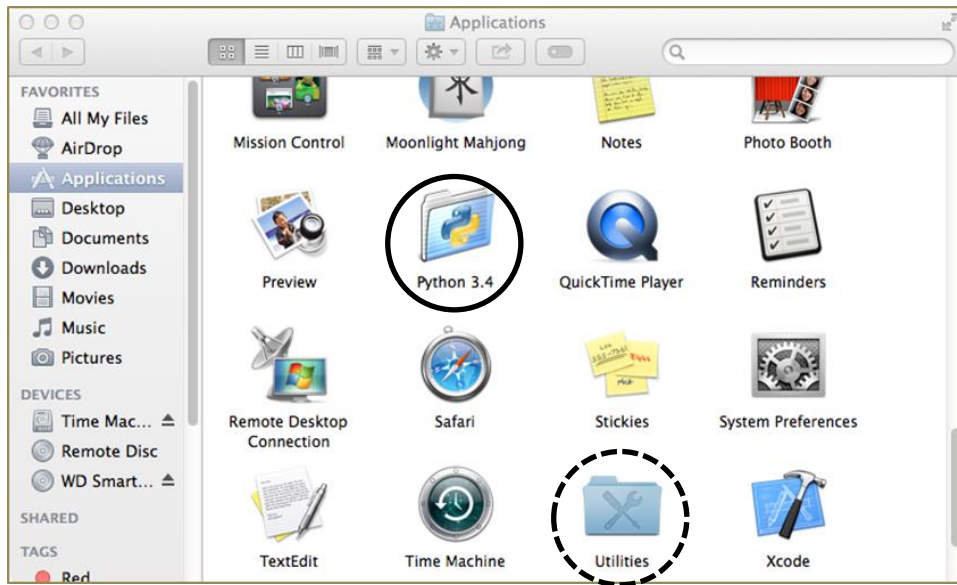 Applications
FAVORITES
All My Files
AirDrop
Applications
Desktop
Documents
Downloads
Movies
Music
Pictures
DEVICES
Time Mac...
Remote Disc
WD Smart...
SHARED
TAGS
Red
Mission Control
Moonlight Mahjong
Notes
Photo Booth
Preview
Python 3.4
QuickTime Player
Reminders
Remote Desktop
Connection
Safari
Stickies
System Preferences
TextEdit
Time Machine
Utilities
Xcode